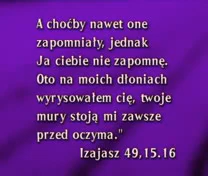 A choćby nawet one
zapomniały, jednak
Ja ciebie nie zapomnę.
Oto na moich dłoniach
wyrysowałem cię, twoje
mury stoją mi zawsze
przed oczyma."
Izajasz 49,15.16